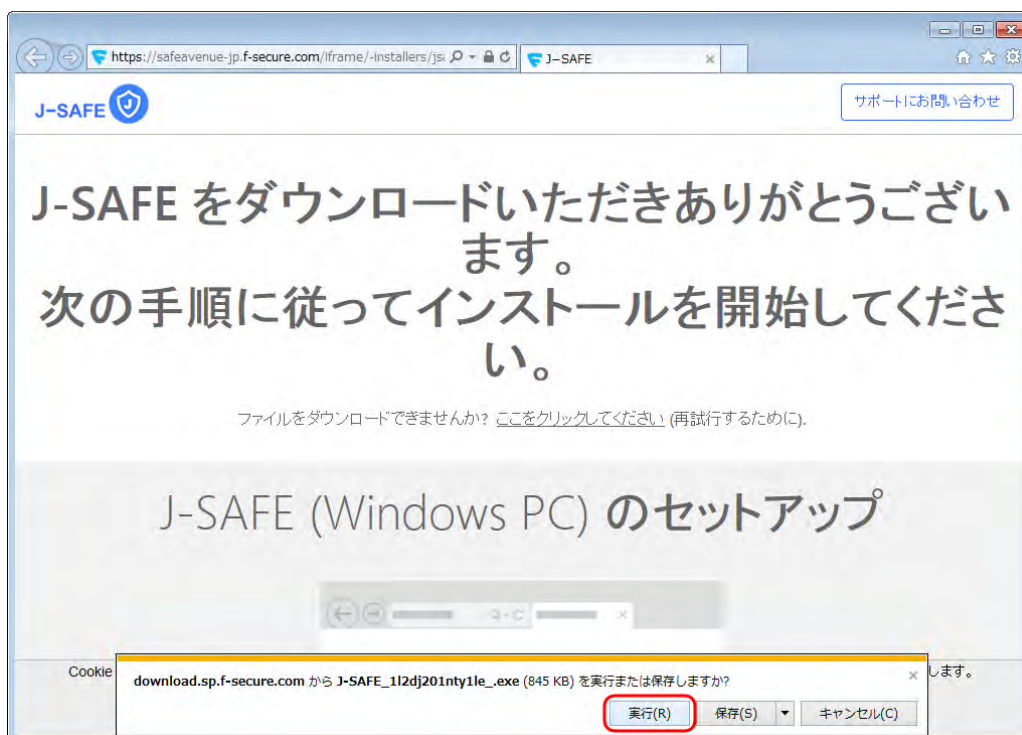 https://safeavenue-jp.f-secure.com/iframe/-installers/js
J-SAFE
J-SAFE
サポートにお問い合わせ
J-SAFE をダウンロードいただきありがとうござい
ます。
次の手順に従ってインストールを開始してくださ
い。
ファイルをダウンロードできませんか? ここをクリックしてください (再試行するために).
J-SAFE (Windows PC) のセットアップ
Cookie
します。
download.sp.f-secure.com から J-SAFE_1l2dj201nty1le_.exe (845 KB) を実行または保存しますか?
実行(R)
保存(S)
キャンセル(C)